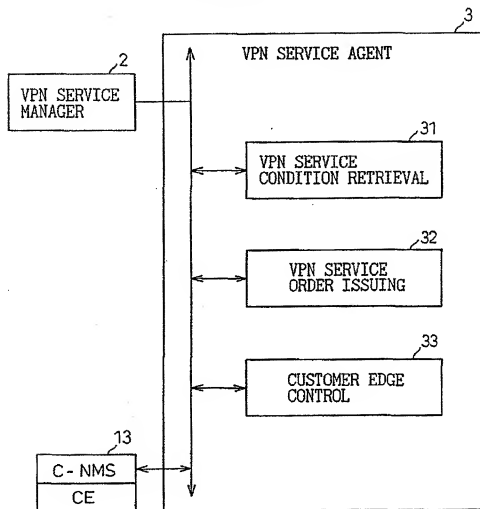 3
VPN SERVICE AGENT
2
VPN SERVICE
MANAGER
31
VPN SERVICE
CONDITION RETRIEVAL
32
VPN SERVICE
ORDER ISSUING
33
CUSTOMER EDGE
CONTROL
13
C-NMS
CE